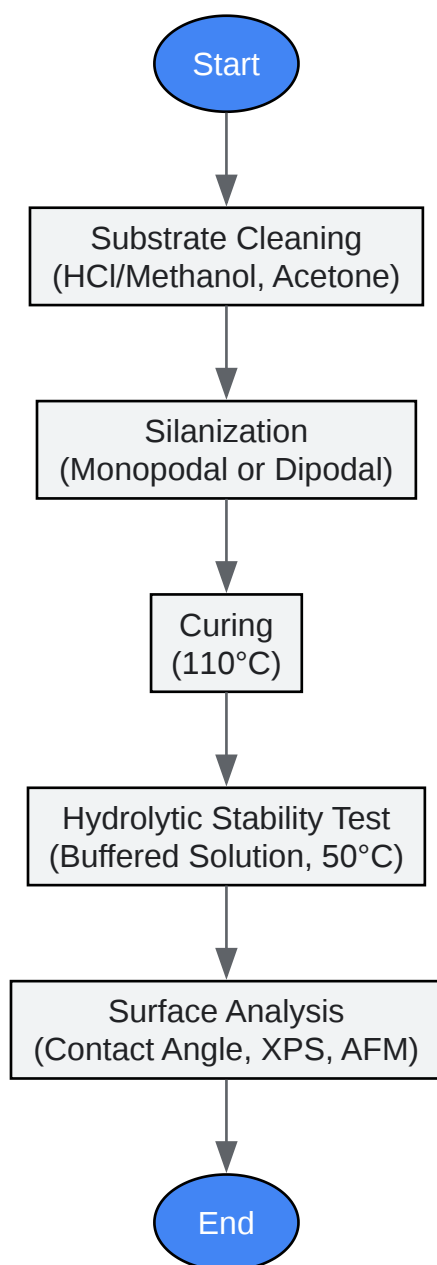 Start
Substrate Cleaning
(HCl/Methanol, Acetone)
Silanization
(Monopodal or Dipodal)
Curing
(110°C)
Hydrolytic Stability Test
(Buffered Solution, 50°C)
Surface Analysis
(Contact Angle, XPS, AFM)
End